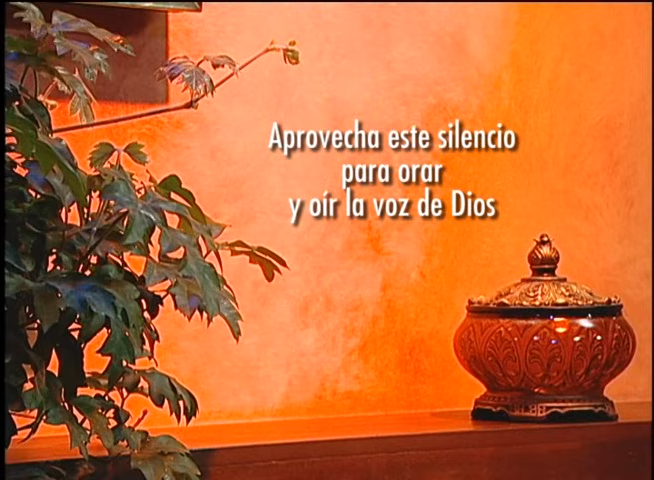 Aprovecha este silencio
para orar
y oír la voz de Dios